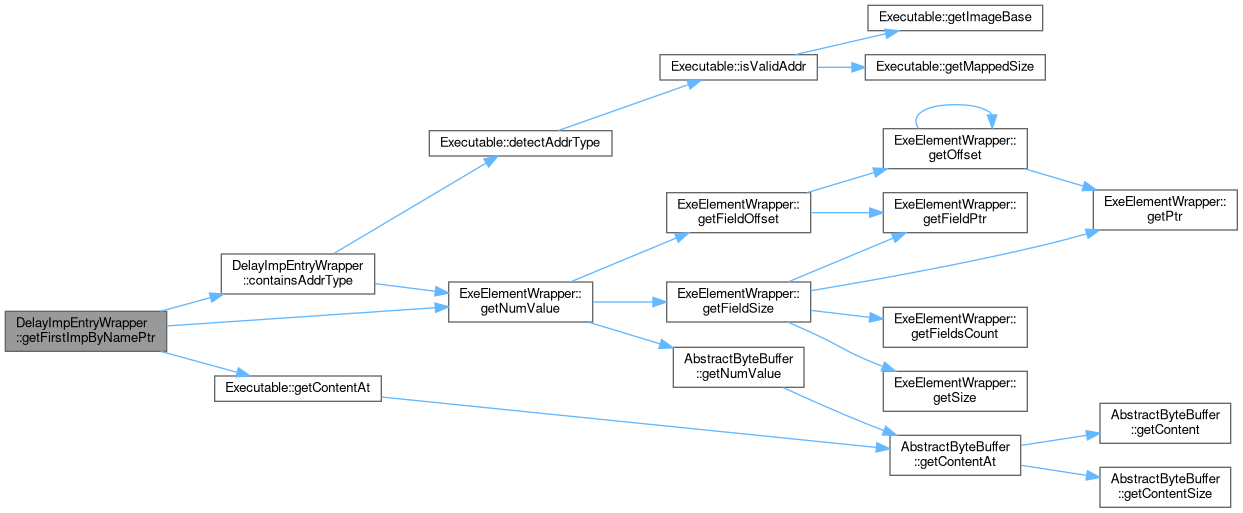 Executable::getImageBase
Executable::isValidAddr
Executable::getMappedSize
Executable::detectAddrType
ExeElementWrapper::
getOffset
ExeElementWrapper::
getFieldOffset
ExeElementWrapper::
getFieldPtr
ExeElementWrapper::
getPtr
DelayImpEntryWrapper
::containsAddrType
ExeElementWrapper::
getNumValue
ExeElementWrapper::
getFieldSize
DelayImpEntryWrapper
::getFirstImpByNamePtr
ExeElementWrapper::
getFieldsCount
AbstractByteBuffer
::getNumValue
Executable::getContentAt
ExeElementWrapper::
getSize
AbstractByteBuffer
::getContent
AbstractByteBuffer
::getContentAt
AbstractByteBuffer
::getContentSize